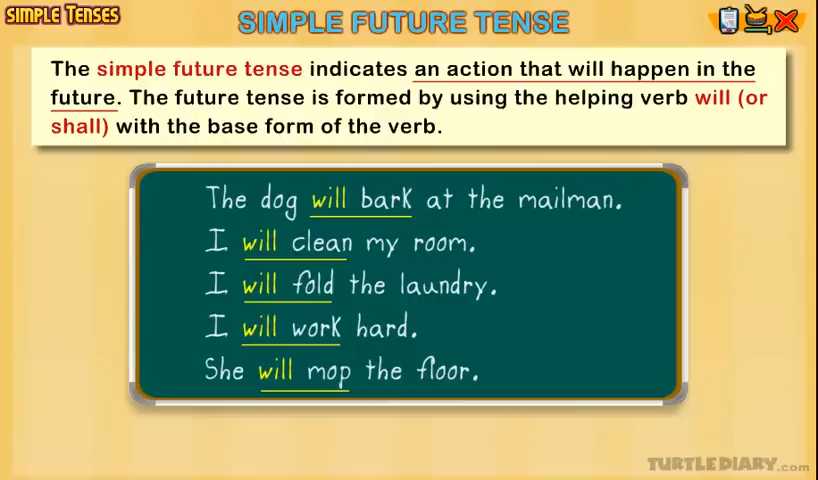 SIMPLE TENSES
SIMPLE FUTURE TENSE
The simple future tense indicates an action that will happen in the
future. The future tense is formed by using the helping verb will (or
shall) with the base form of the verb.
The dog will bark at the mailman.
I will clean my room.
I will fold the laundry.
I will work hard.
She will mop the floor.
TURTLEDIARY.com